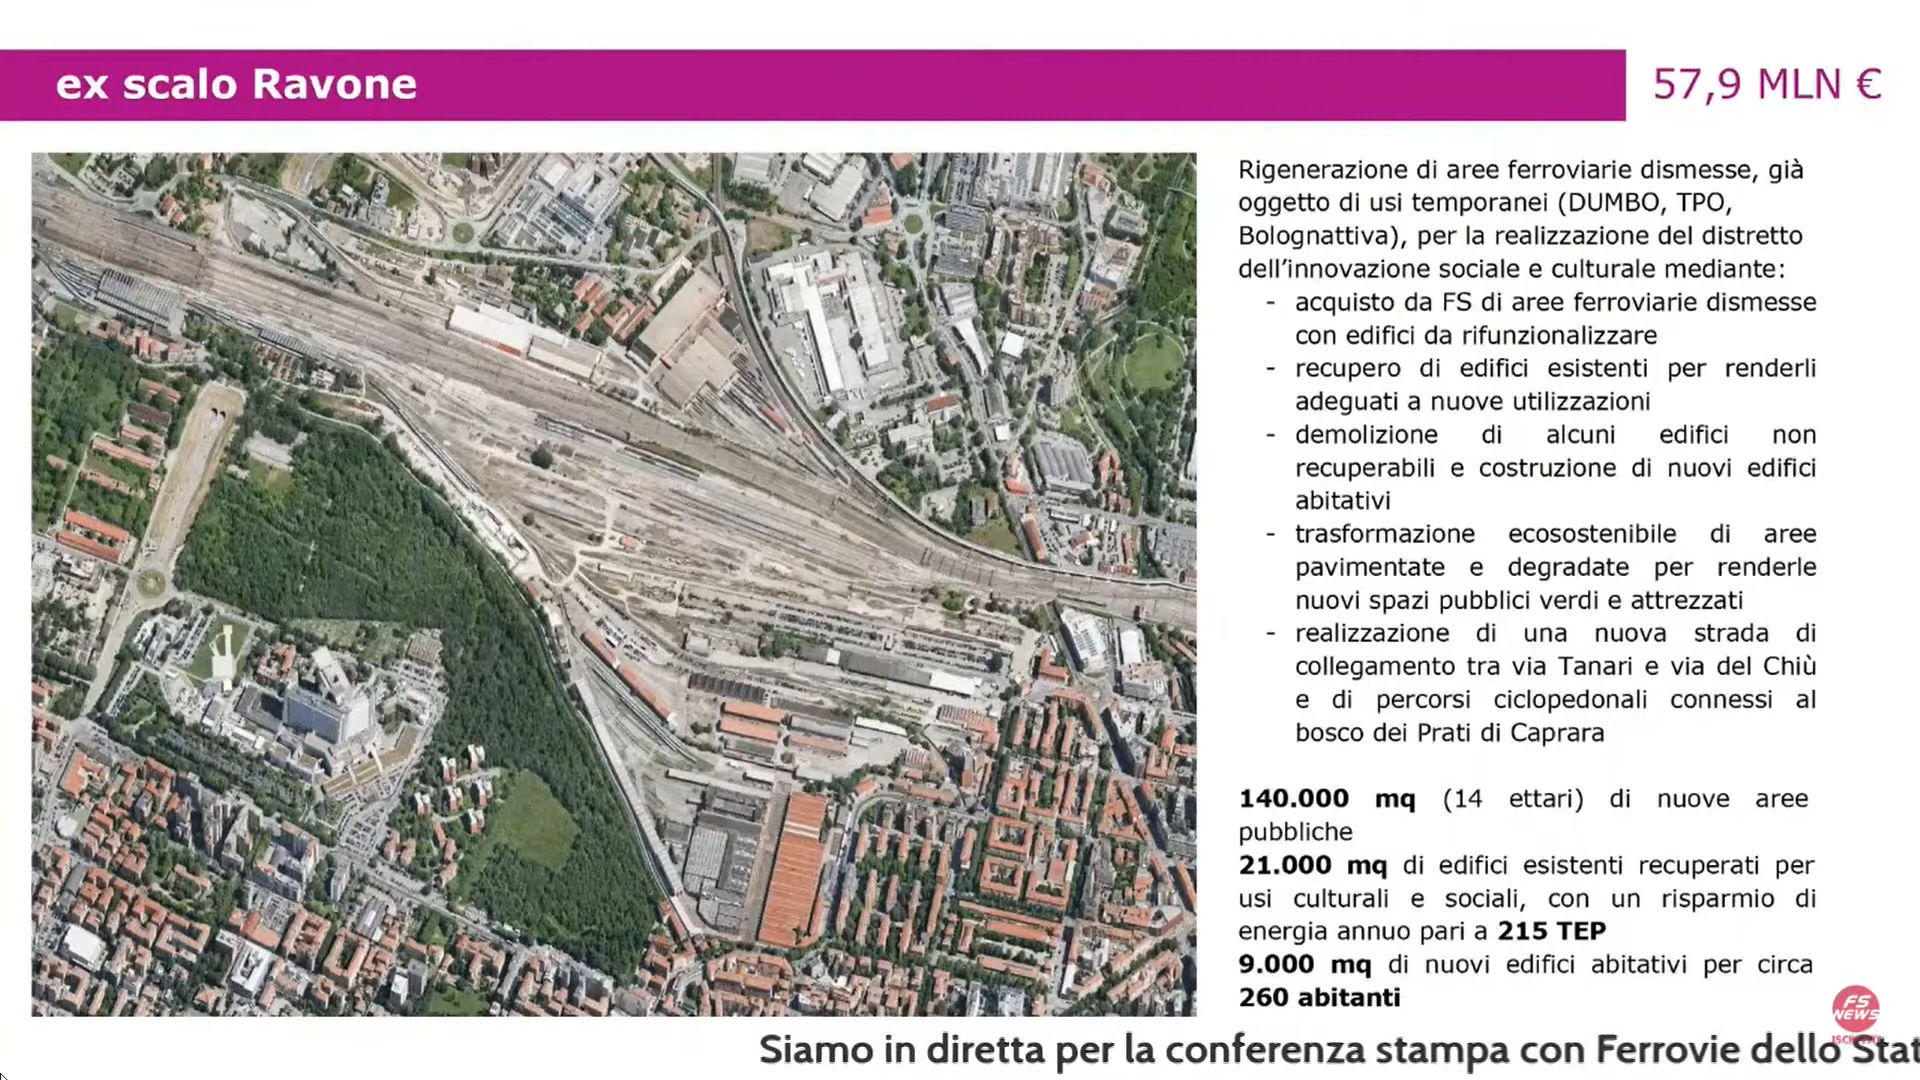 ex scalo Ravone
57,9 MLN €
Rigenerazione di aree ferroviarie dismesse, già
oggetto di usi temporanei (DUMBO, TPO,
Bolognattiva), per la realizzazione del distretto
dell’innovazione sociale e culturale mediante:
- acquisto da FS di aree ferroviarie dismesse
con edifici da rifunzionalizzare
- recupero di edifici esistenti per renderli
adeguati a nuove utilizzazioni
- demolizione di alcuni edifici non
recuperabili e costruzione di nuovi edifici
abitativi
- trasformazione ecosostenibile di aree
pavimentate e degradate per renderle
nuovi spazi pubblici verdi e attrezzati
- realizzazione di una nuova strada di
collegamento tra via Tanari e via del Chiù
e di percorsi ciclopedonali connessi al
bosco dei Prati di Caprara
140.000 mq (14 ettari) di nuove aree
pubbliche
21.000 mq di edifici esistenti recuperati per
usi culturali e sociali, con un risparmio di
energia annuo pari a 215 TEP
9.000 mq di nuovi edifici abitativi per circa
260 abitanti
FS
NEWS
Siamo in diretta per la conferenza stampa con Ferrovie dello Stat